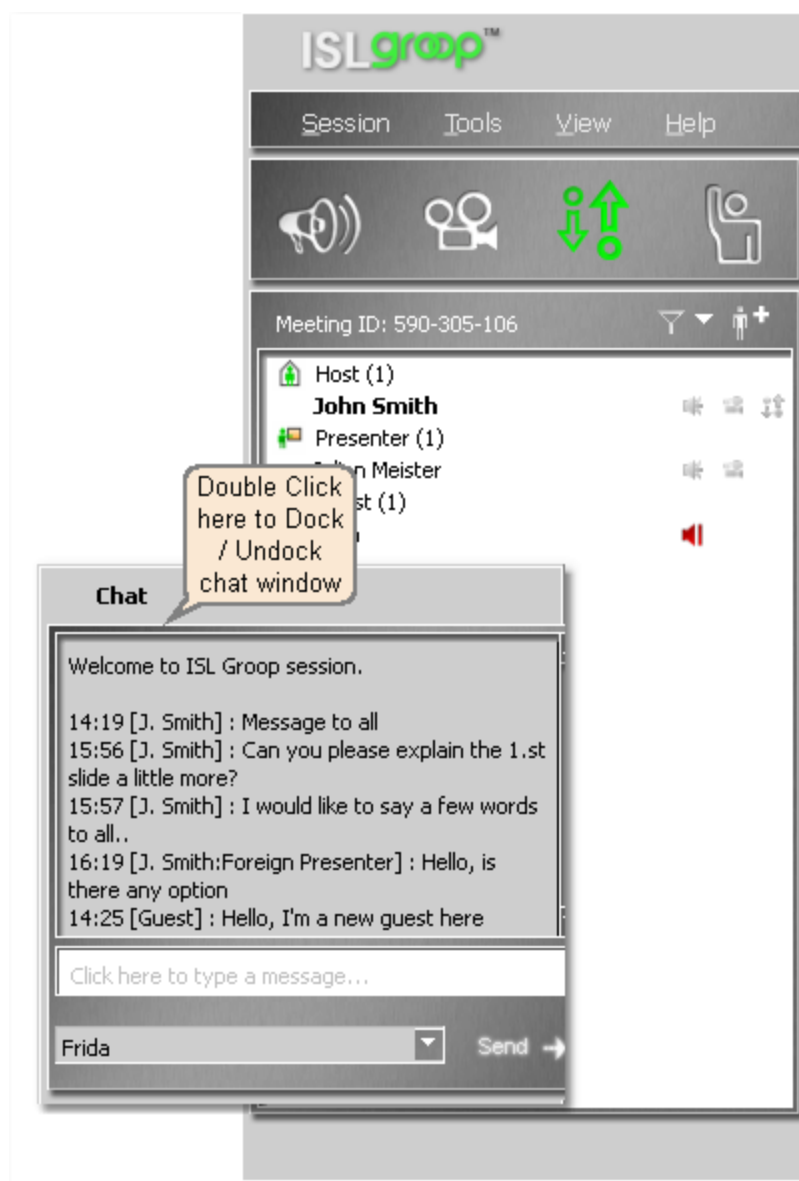 ISLgroop™
Session Tools View Help
Meeting ID: 590-305-106
Host (1)
John Smith
Presenter (1)
Meister
(1)
Double Click
here to Dock
/ Undock
chat window
Chat
Welcome to ISL Groop session.
14:19 [J. Smith] : Message to all
15:56 [J. Smith] : Can you please explain the 1.st
slide a little more?
15:57 [J. Smith] : I would like to say a few words
to all..
16:19 [J. Smith:Foreign Presenter] : Hello, is
there any option
14:25 [Guest] : Hello, I'm a new guest here
Click here to type a message...
Frida
Send